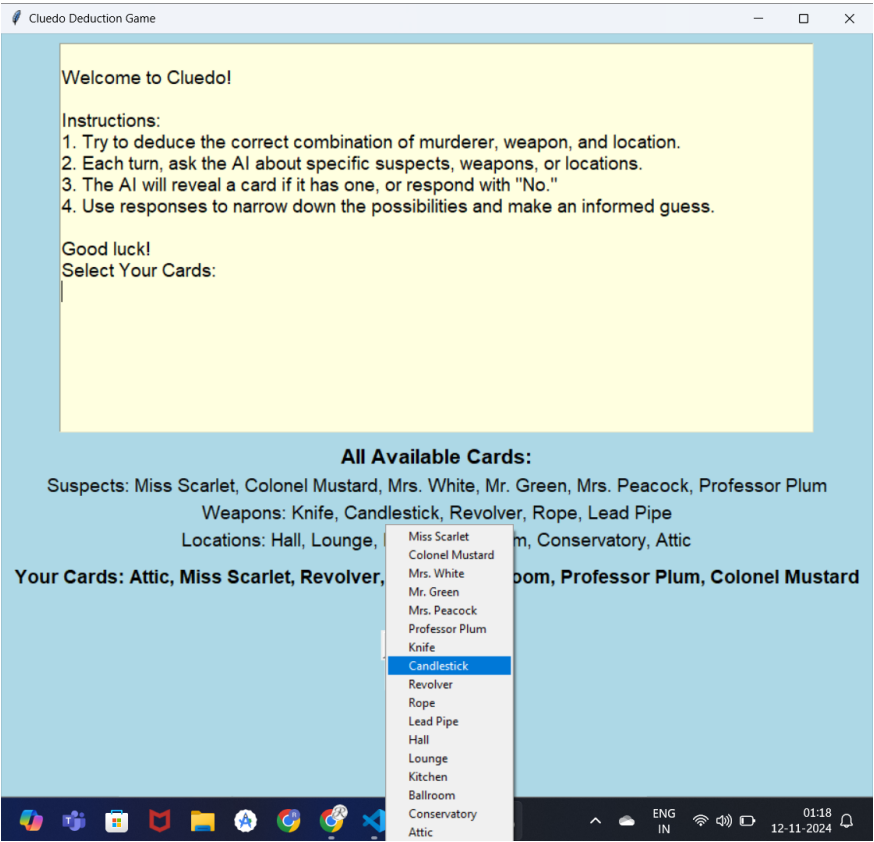 Cluedo Deduction Game
Welcome to Cluedo!
Instructions:
1. Try to deduce the correct combination of murderer, weapon, and location.
2. Each turn, ask the AI about specific suspects, weapons, or locations.
3. The AI will reveal a card if it has one, or respond with "No."
4. Use responses to narrow down the possibilities and make an informed guess.
Good luck!
Select Your Cards:
All Available Cards:
Suspects: Miss Scarlet, Colonel Mustard, Mrs. White, Mr. Green, Mrs. Peacock, Professor Plum
Weapons: Knife, Candlestick, Revolver, Rope, Lead Pipe
Locations: Hall, Lounge, Conservatory, Attic
Your Cards: Attic, Miss Scarlet, Revolver, Professor Plum, Colonel Mustard
Miss Scarlet
Colonel Mustard
Mrs. White
Mr. Green
Mrs. Peacock
Professor Plum
Knife
Candlestick
Revolver
Rope
Lead Pipe
Hall
Lounge
Kitchen
Ballroom
Conservatory
Attic
ENG
IN
01:18
12-11-2024